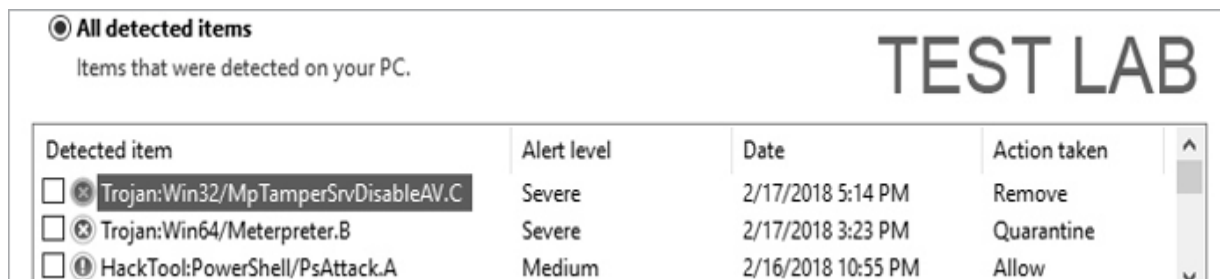 All detected items
Items that were detected on your PC.
TEST LAB
Detected item Alert level Date Action taken
Trojan:Win32/MpTamperSrvDisableAV.C Severe 2/17/2018 5:14 PM Remove
Trojan:Win64/Meterpreter.B Severe 2/17/2018 3:23 PM Quarantine
HackTool:PowerShell/PsAttack.A Medium 2/16/2018 10:55 PM Allow